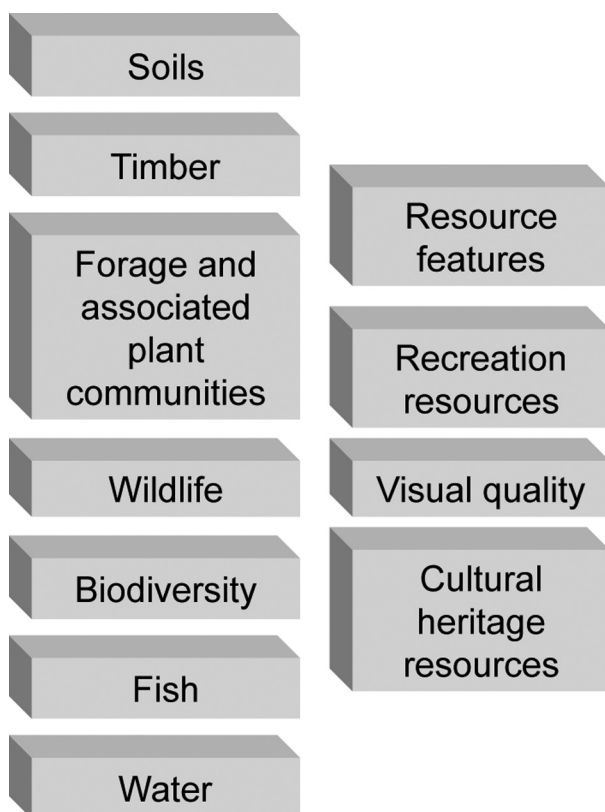 Soils
Timber
Forage and
associated
plant
communities
Wildlife
Biodiversity
Fish
Water
Resource
features
Recreation
resources
Visual quality
Cultural
heritage
resources